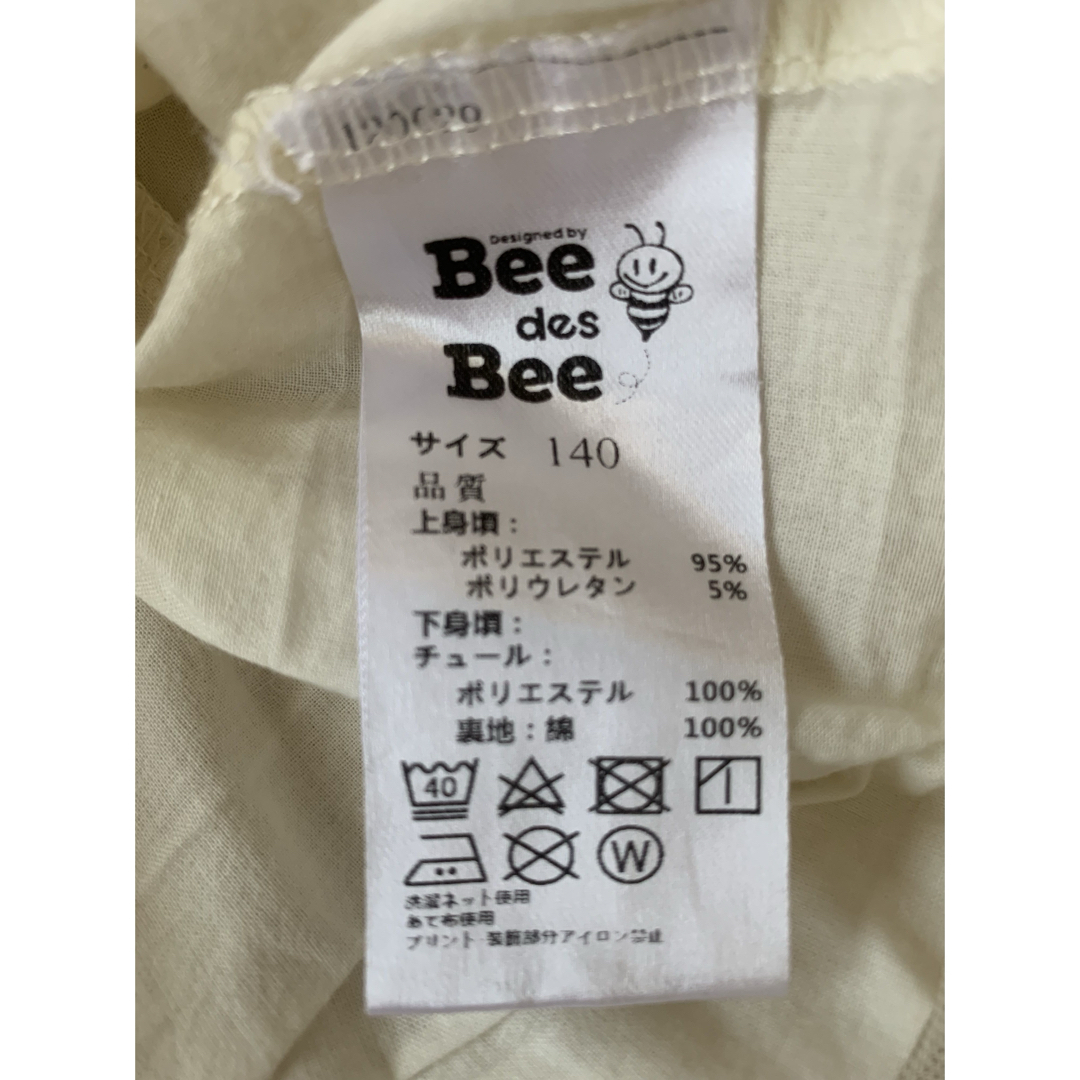 Designed by
Bee
des
Bee
サイズ 140
品質
上身頃：
ポリエステル 95%
ポリウレタン 5%
下身頃：
チュール：
ポリエステル 100%
裏地：綿 100%
40
W
洗濯ネット使用
あて布使用
プリント・装飾部分アイロン禁止